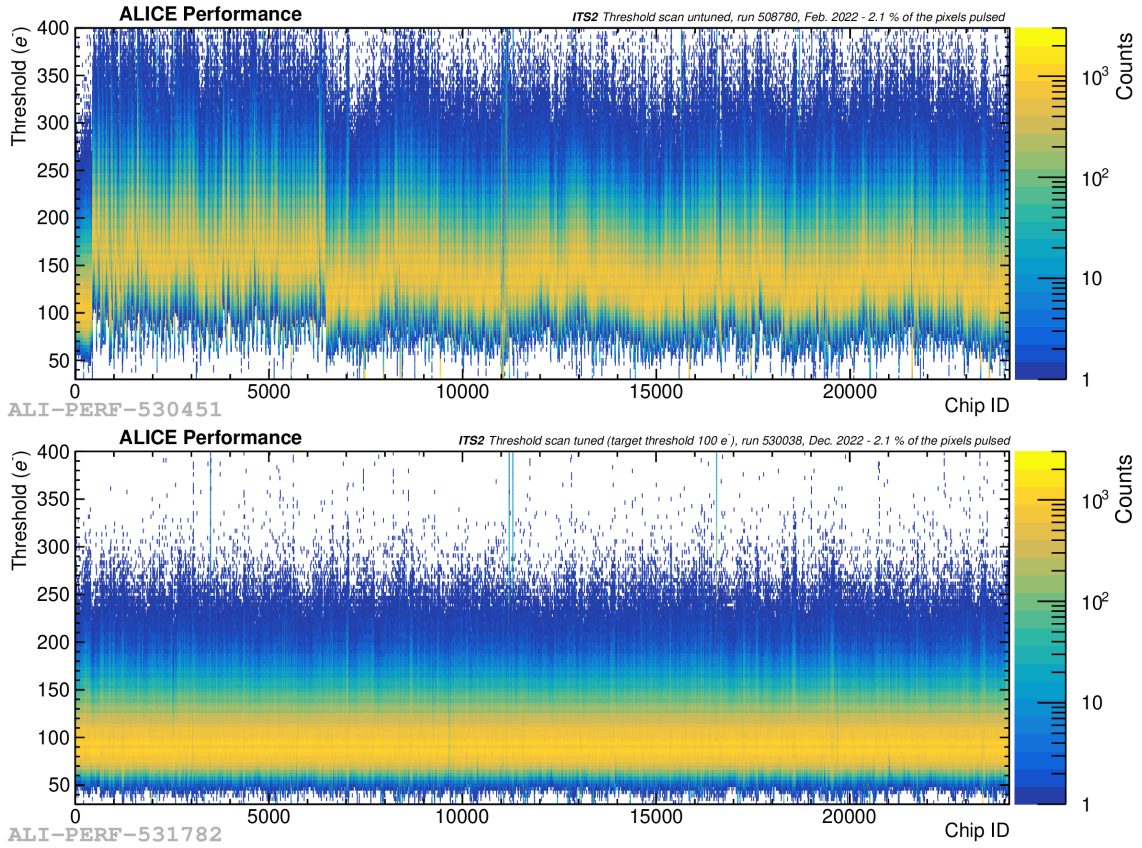 ALICE Performance
ITS2 Threshold scan untuned, run 508780, Feb. 2022 - 2.1 % of the pixels pulsed
Threshold (e⁻)
400
350
300
250
200
150
100
50
0 5000 10000 15000 20000
Chip ID
Counts
10³
10²
10
1
ALI-PERF-530451
ALICE Performance
ITS2 Threshold scan tuned (target threshold 100 e⁻), run 530038, Dec. 2022 - 2.1 % of the pixels pulsed
Threshold (e⁻)
400
350
300
250
200
150
100
50
0 5000 10000 15000 20000
Chip ID
Counts
10³
10²
10
1
ALI-PERF-531782